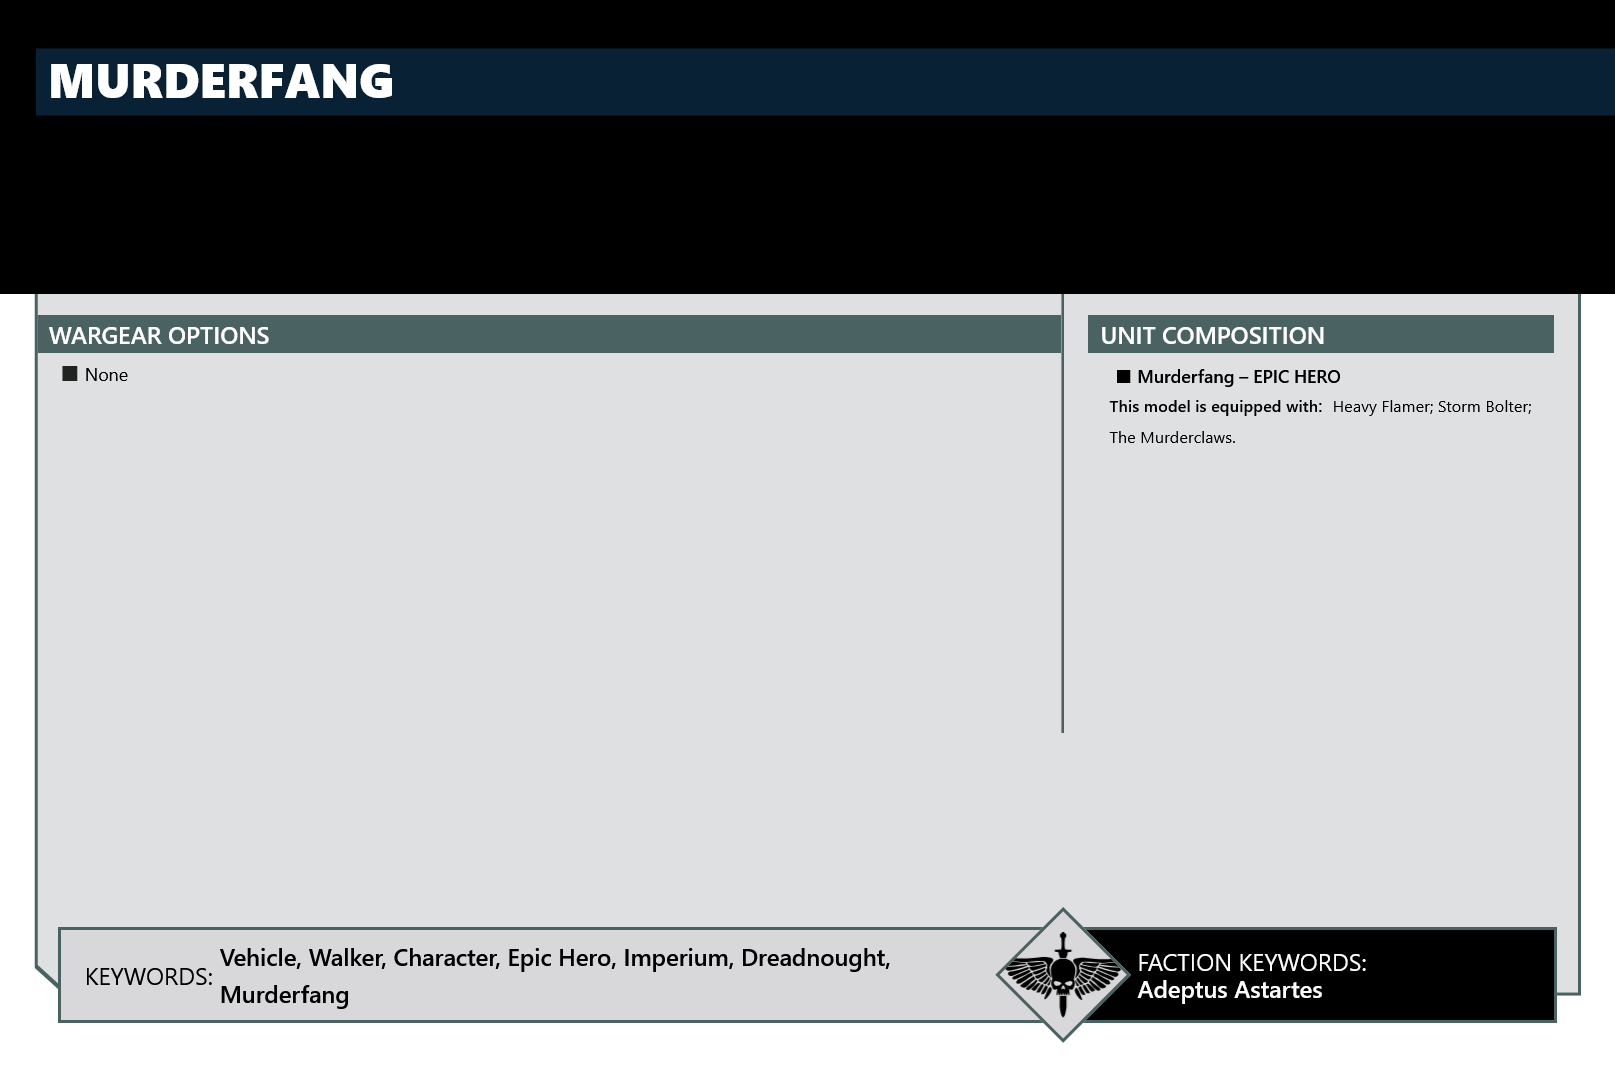 MURDERFANG
WARGEAR OPTIONS
■ None
UNIT COMPOSITION
■ Murderfang – EPIC HERO
This model is equipped with: Heavy Flamer; Storm Bolter;
The Murderclaws.
KEYWORDS:
Vehicle, Walker, Character, Epic Hero, Imperium, Dreadnought,
Murderfang
FACTION KEYWORDS:
Adeptus Astartes